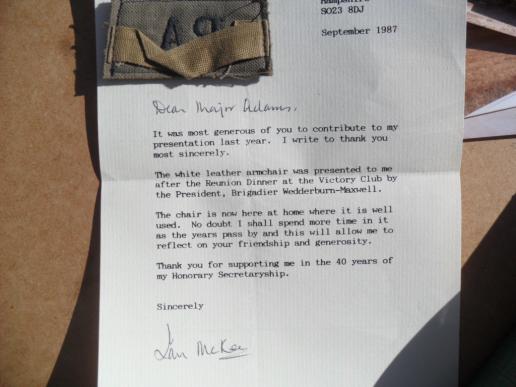 SO23 8DJ
September 1987
Dear Major Adams,
It was most generous of you to contribute to my
presentation last year. I write to thank you
most sincerely.
The white leather armchair was presented to me
after the Reunion Dinner at the Victory Club by
the President, Brigadier Wedderburn-Maxwell.
The chair is now here at home where it is well
used. No doubt I shall spend more time in it
as the years pass by and this will allow me to
reflect on your friendship and generosity.
Thank you for supporting me in the 40 years of
my Honorary Secretaryship.
Sincerely
Ian McKee